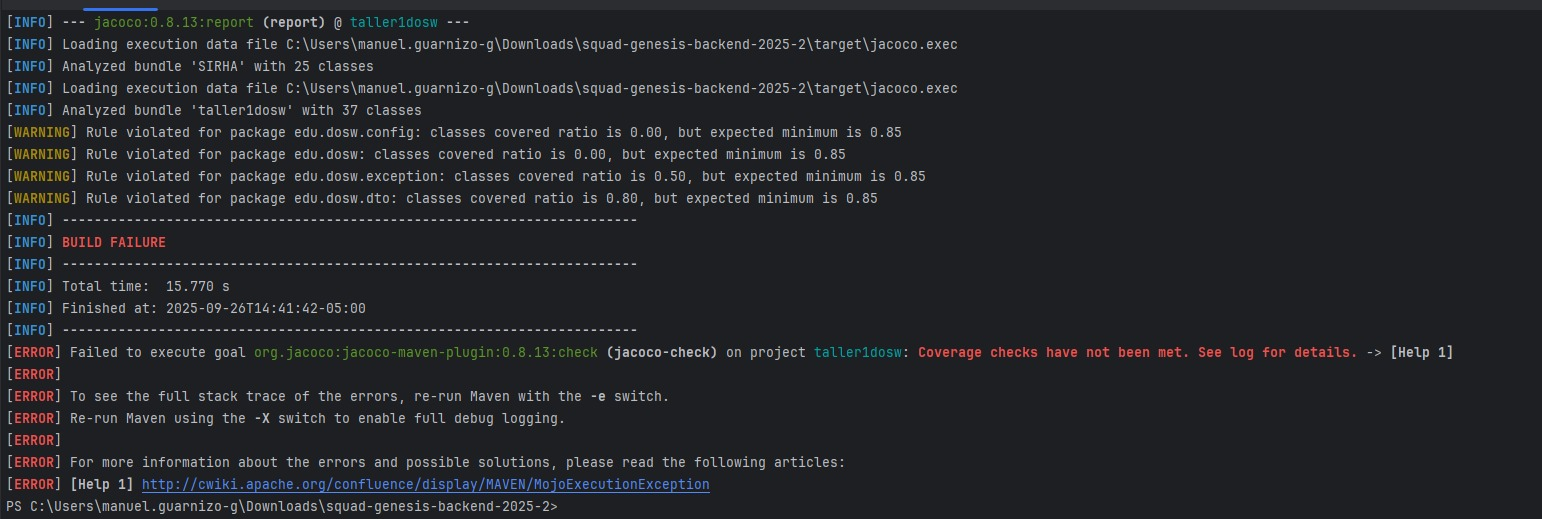 [INFO] --- jacoco:0.8.13:report (report) @ taller1dosw ---
[INFO] Loading execution data file C:\Users\manuel.guarnizo-g\Downloads\squad-genesis-backend-2025-2\target\jacoco.exec
[INFO] Analyzed bundle 'SIRHA' with 25 classes
[INFO] Loading execution data file C:\Users\manuel.guarnizo-g\Downloads\squad-genesis-backend-2025-2\target\jacoco.exec
[INFO] Analyzed bundle 'taller1dosw' with 37 classes
[WARNING] Rule violated for package edu.dosw.config: classes covered ratio is 0.00, but expected minimum is 0.85
[WARNING] Rule violated for package edu.dosw: classes covered ratio is 0.00, but expected minimum is 0.85
[WARNING] Rule violated for package edu.dosw.exception: classes covered ratio is 0.50, but expected minimum is 0.85
[WARNING] Rule violated for package edu.dosw.dto: classes covered ratio is 0.80, but expected minimum is 0.85
[INFO] ------------------------------------------------------------------------
[INFO] BUILD FAILURE
[INFO] ------------------------------------------------------------------------
[INFO] Total time:  15.770 s
[INFO] Finished at: 2025-09-26T14:41:42-05:00
[INFO] ------------------------------------------------------------------------
[ERROR] Failed to execute goal org.jacoco:jacoco-maven-plugin:0.8.13:check (jacoco-check) on project taller1dosw: Coverage checks have not been met. See log for details. -> [Help 1]
[ERROR]
[ERROR] To see the full stack trace of the errors, re-run Maven with the -e switch.
[ERROR] Re-run Maven using the -X switch to enable full debug logging.
[ERROR]
[ERROR] For more information about the errors and possible solutions, please read the following articles:
[ERROR] [Help 1] http://cwiki.apache.org/confluence/display/MAVEN/MojoExecutionException
PS C:\Users\manuel.guarnizo-g\Downloads\squad-genesis-backend-2025-2>